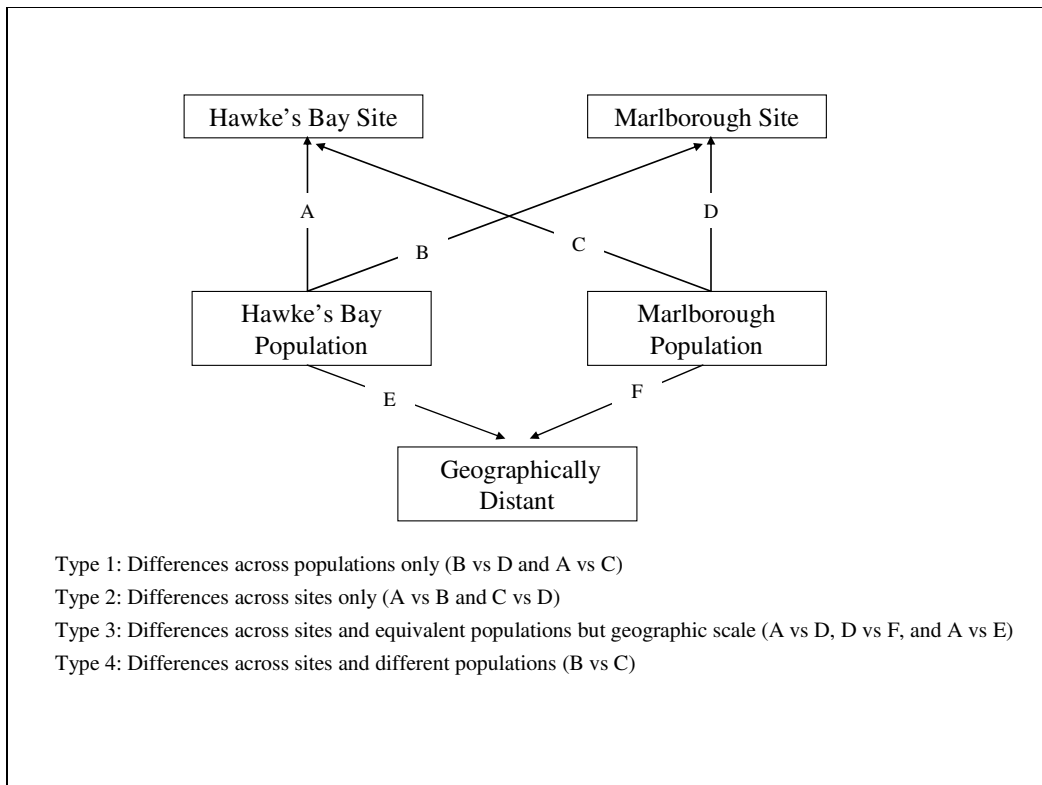 Hawke’s Bay Site
Marlborough Site
A
B
C
D
Hawke’s Bay
Population
Marlborough
Population
E
F
Geographically
Distant
Type 1: Differences across populations only (B vs D and A vs C)
Type 2: Differences across sites only (A vs B and C vs D)
Type 3: Differences across sites and equivalent populations but geographic scale (A vs D, D vs F, and A vs E)
Type 4: Differences across sites and different populations (B vs C)